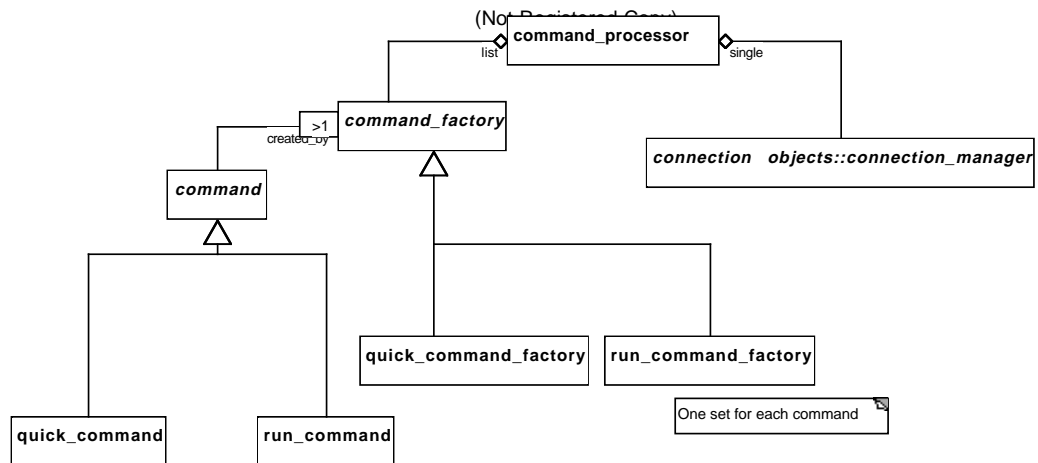 (Not Registered Copy)
command_processor
list
single
>1
command_factory
created_by
connection objects::connection_manager
command
quick_command_factory
run_command_factory
One set for each command
quick_command
run_command